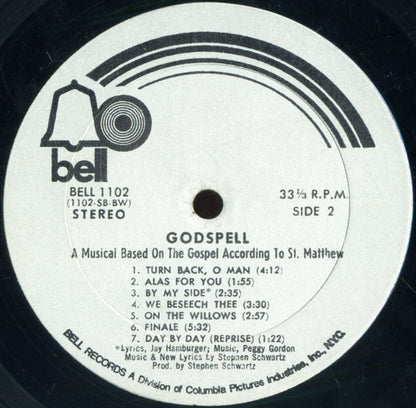 bell
BELL 1102
(1102-SB-BW)
STEREO
33 1/3 R.P.M.
SIDE 2
GODSPELL
A Musical Based On The Gospel According To St. Matthew
1. TURN BACK, O MAN (4:12)
2. ALAS FOR YOU (1:55)
3. BY MY SIDE* (2:35)
4. WE BESEECH THEE (3:30)
5. ON THE WILLOWS (2:57)
6. FINALE (5:32)
7. DAY BY DAY (REPRISE) (1:22)
*Lyrics, Jay Hamburger; Music, Peggy Gordon
Music & New Lyrics by Stephen Schwartz
Prod. by Stephen Schwartz
BELL RECORDS A Division of Columbia Pictures Industries, Inc., N.Y.C.